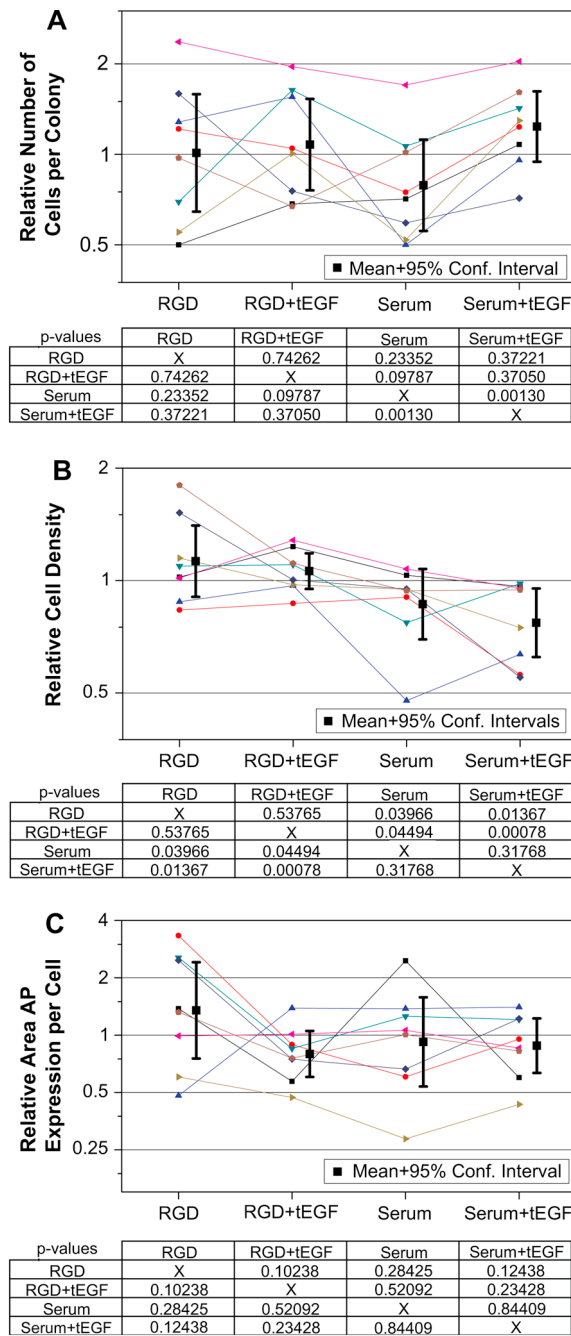 A
Relative Number of
Cells per Colony
2
1
0.5
■ Mean+95% Conf. Interval
RGD RGD+tEGF Serum Serum+tEGF
p-values RGD RGD+tEGF Serum Serum+tEGF
RGD X 0.74262 0.23352 0.37221
RGD+tEGF 0.74262 X 0.09787 0.37050
Serum 0.23352 0.09787 X 0.00130
Serum+tEGF 0.37221 0.37050 0.00130 X
B
Relative Cell Density
2
1
0.5
■ Mean+95% Conf. Intervals
RGD RGD+tEGF Serum Serum+tEGF
p-values RGD RGD+tEGF Serum Serum+tEGF
RGD X 0.53765 0.03966 0.01367
RGD+tEGF 0.53765 X 0.04494 0.00078
Serum 0.03966 0.04494 X 0.31768
Serum+tEGF 0.01367 0.00078 0.31768 X
C
Relative Area AP
Expression per Cell
4
2
1
0.5
0.25
■ Mean+95% Conf. Interval
RGD RGD+tEGF Serum Serum+tEGF
p-values RGD RGD+tEGF Serum Serum+tEGF
RGD X 0.10238 0.28425 0.12438
RGD+tEGF 0.10238 X 0.52092 0.23428
Serum 0.28425 0.52092 X 0.84409
Serum+tEGF 0.12438 0.23428 0.84409 X